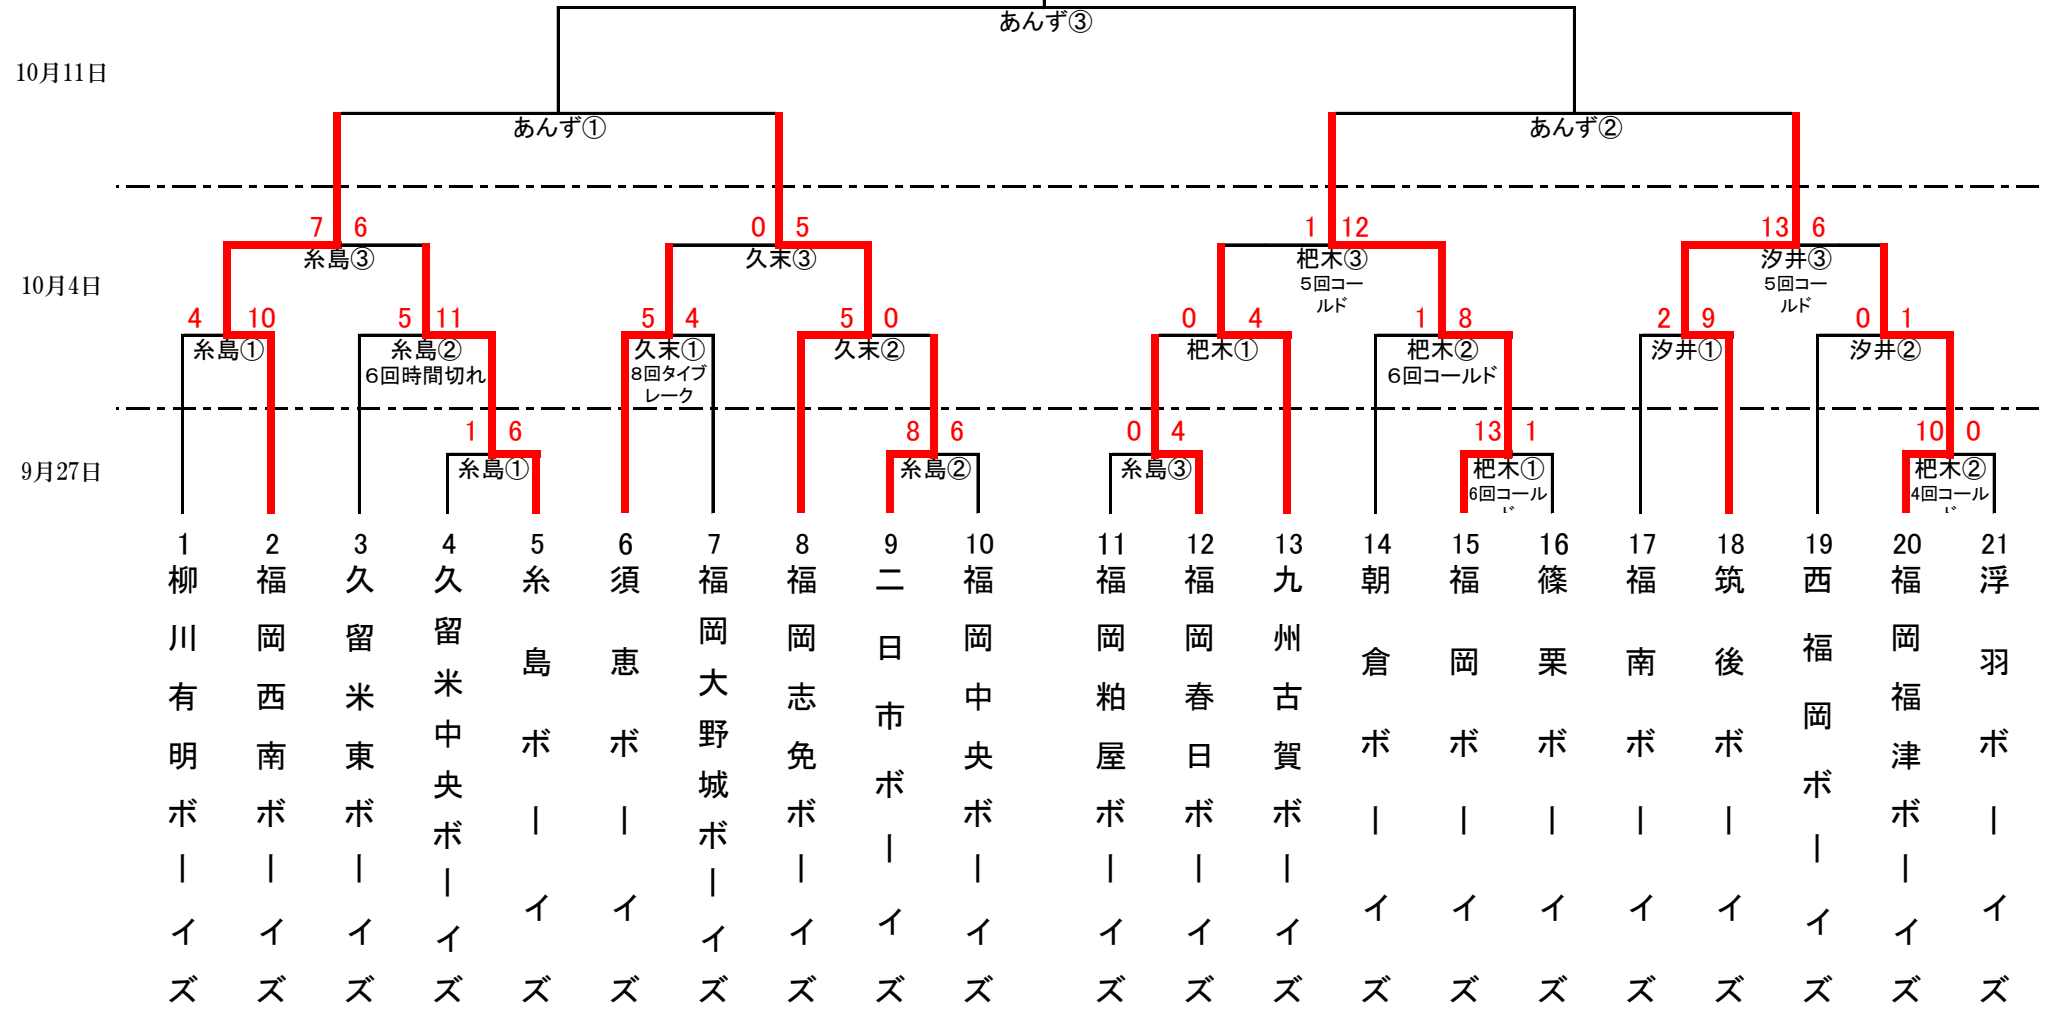 あんず③
10月11日
あんず① あんず②
7 6 0 5 1 12 13 6
糸島③ 久末③ 杷木③ 汐井③
10月4日 5回コー 5回コー
ルド ルド
4 10 5 11 5 4 5 0 0 4 1 8 2 9 0 1
糸島① 糸島② 久末① 久末② 杷木① 杷木② 汐井① 汐井②
6回時間切れ 8回タイブ 6回コールド
レーク
1 6 8 6 0 4 13 1 10 0
9月27日 糸島① 糸島② 糸島③ 杷木① 杷木②
6回コール 4回コール
1 2 3 4 5 6 7 8 9 10 11 12 13 14 15 16 17 18 19 20 21
柳川有明ボーイズ
福岡西南ボーイズ
久留米東ボーイズ
久留米中央ボーイズ
糸島ボーイズ
須恵ボーイズ
福岡大野城ボーイズ
福岡志免ボーイズ
二日市ボーイズ
福岡中央ボーイズ
福岡粕屋ボーイズ
福岡春日ボーイズ
九州古賀ボーイズ
朝倉ボーイズ
福岡ボーイズ
篠栗ボーイズ
福南ボーイズ
筑後ボーイズ
西福岡ボーイズ
福岡福津ボーイズ
浮羽ボーイズ